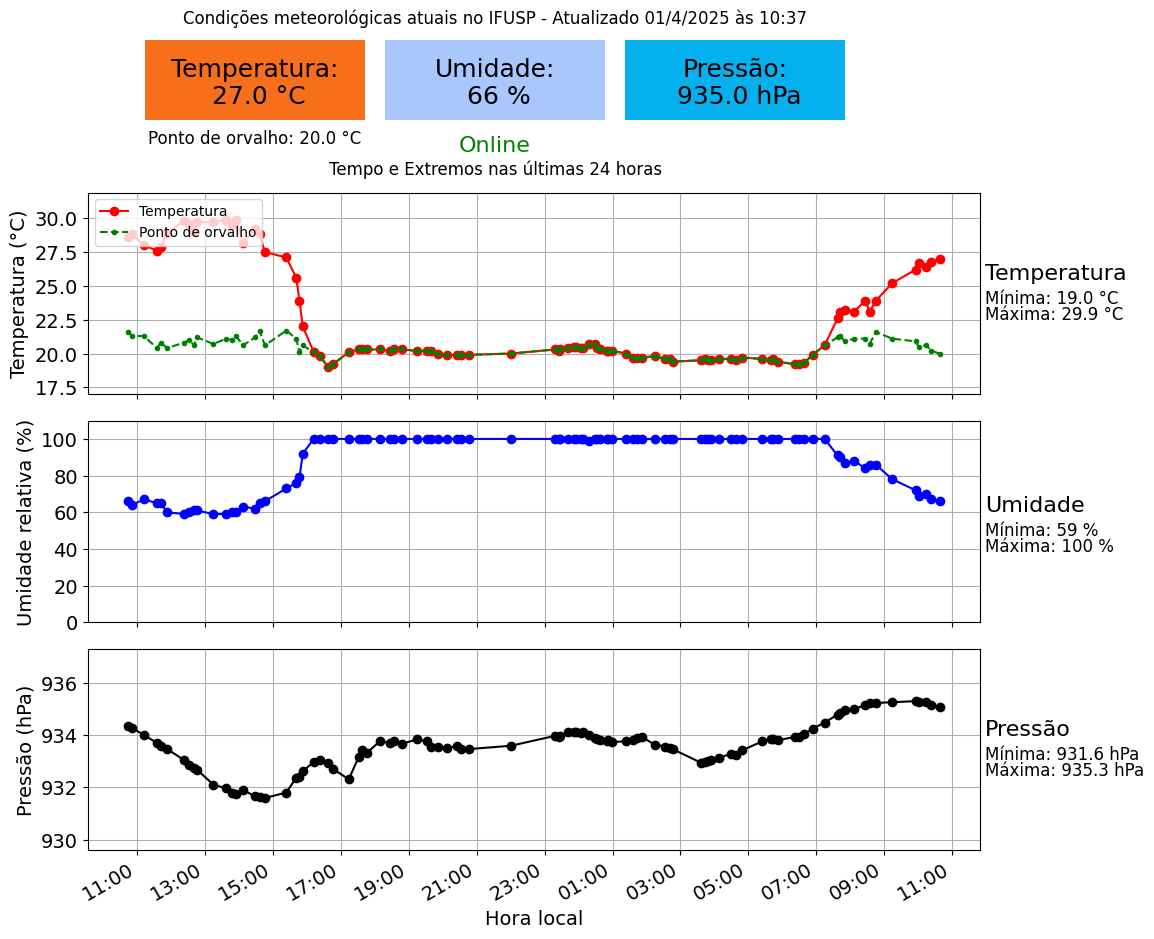 Condições meteorológicas atuais no IFUSP - Atualizado 01/4/2025 às 10:37
Temperatura:
27.0 °C
Umidade:
66 %
Pressão:
935.0 hPa
Ponto de orvalho: 20.0 °C
Online
Tempo e Extremos nas últimas 24 horas
Temperatura (°C)
30.0
27.5
25.0
22.5
20.0
17.5
Temperatura
Ponto de orvalho
Temperatura
Mínima: 19.0 °C
Máxima: 29.9 °C
Umidade relativa (%)
100
80
60
40
20
0
Umidade
Mínima: 59 %
Máxima: 100 %
Pressão (hPa)
936
934
932
930
Pressão
Mínima: 931.6 hPa
Máxima: 935.3 hPa
11:00 13:00 15:00 17:00 19:00 21:00 23:00 01:00 03:00 05:00 07:00 09:00 11:00
Hora local